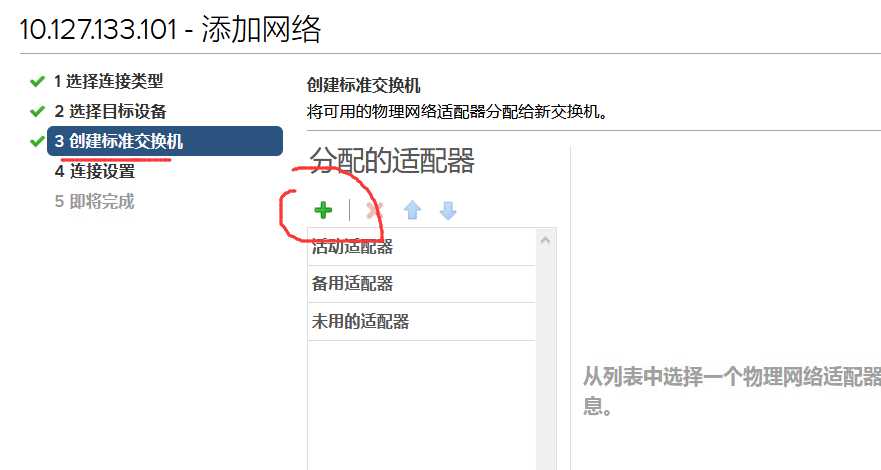 10.127.133.101 - 添加网络
1 选择连接类型
2 选择目标设备
3 创建标准交换机
4 连接设置
5 即将完成
创建标准交换机
将可用的物理网络适配器分配给新交换机。
分配的适配器
活动适配器
备用适配器
未用的适配器
从列表中选择一个物理网络适配器
息。